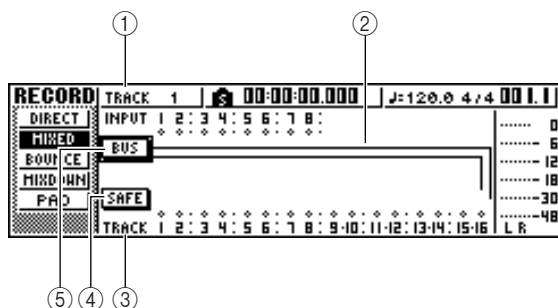 ① ②
RECORD TRACK 1 S 00:00:00.000 ♩=120.0 4/4 001.1
DIRECT INPUT 1 2 3 4 5 6 7 8 0
MIXED BUS 6
BOUNCE 12
MIXDOWN 18
PAD SAFE 30
48
TRACK 1 2 3 4 5 6 7 8 9·10 11·12 13·14 15·16 L R
⑤ ④ ③